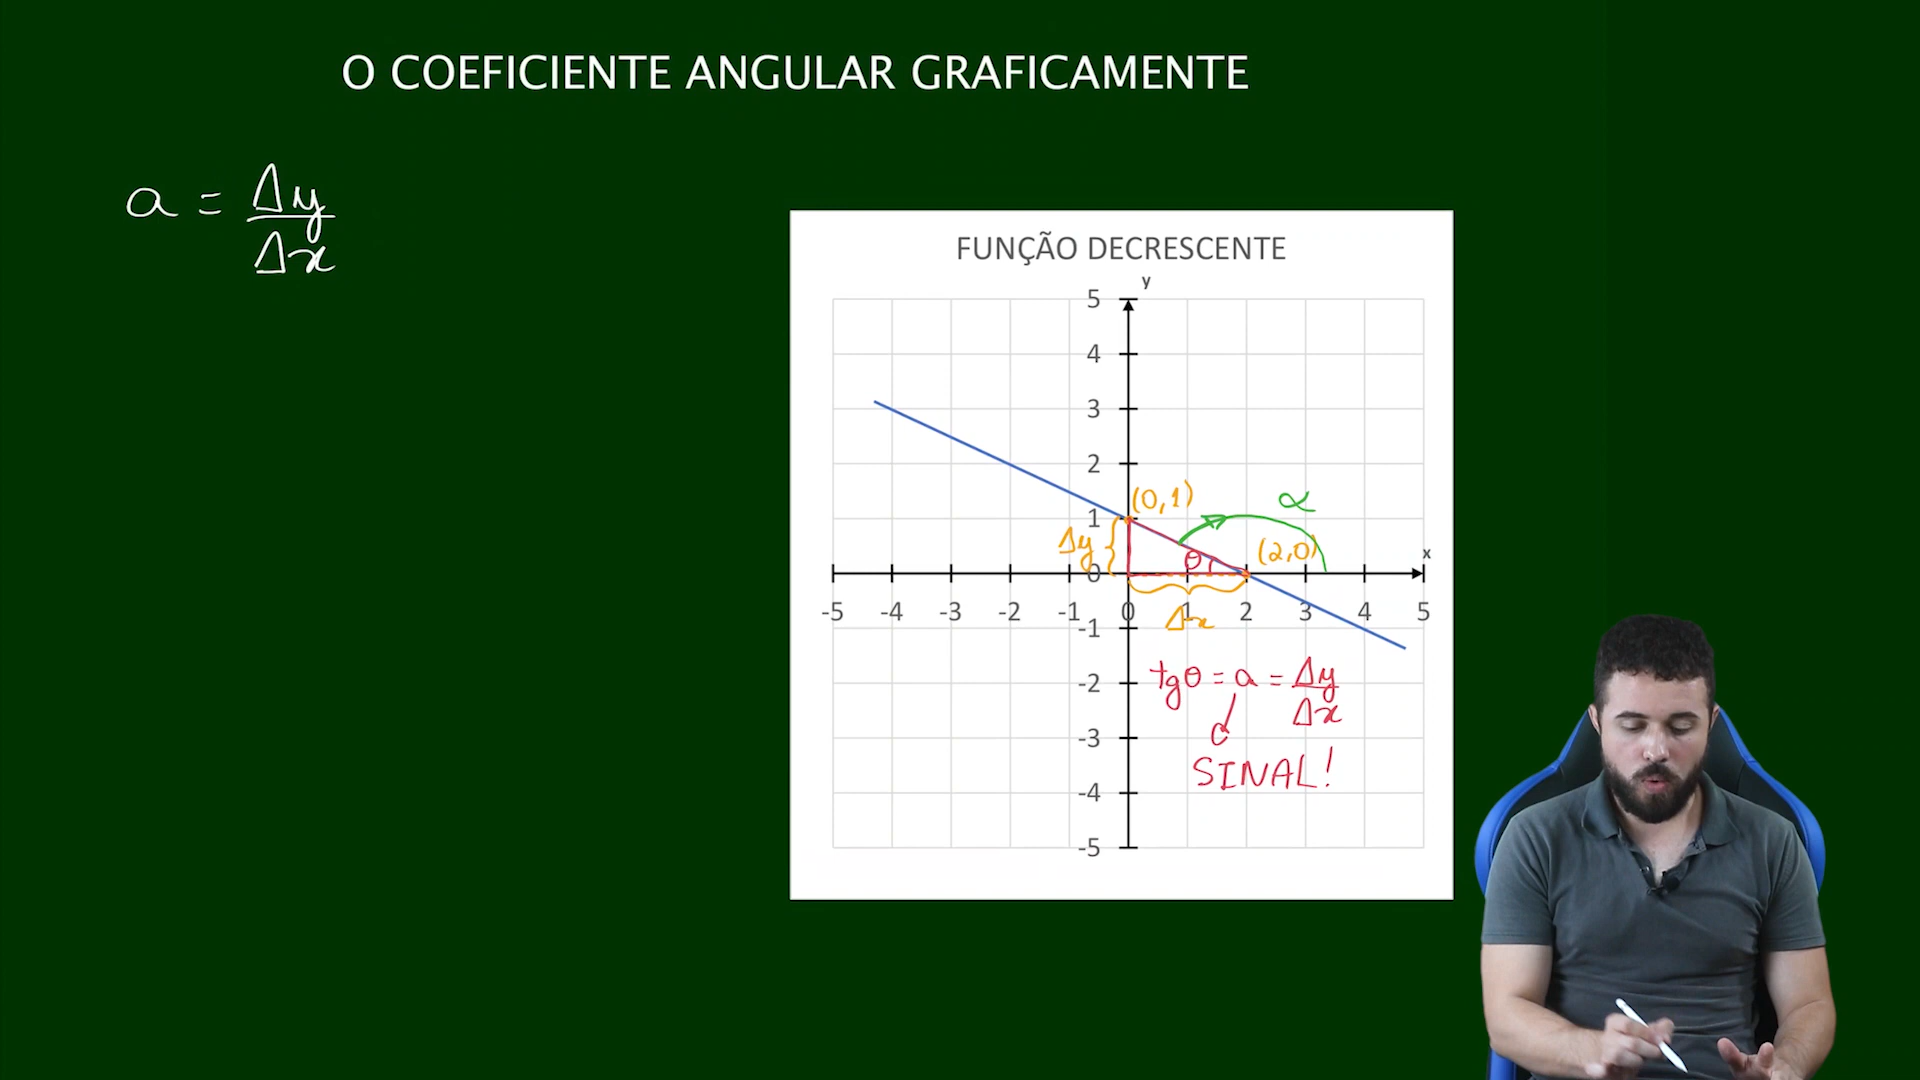 O COEFICIENTE ANGULAR GRAFICAMENTE
a = Δy/Δx
FUNÇÃO DECRESCENTE
y
5
4
3
2
(0,1)
α
1
Δy
θ
(2,0)
x
0
-5 -4 -3 -2 -1 0 1 2 3 4 5
Δx
-1
tgθ = a = Δy/Δx
-2
-3
SINAL!
-4
-5